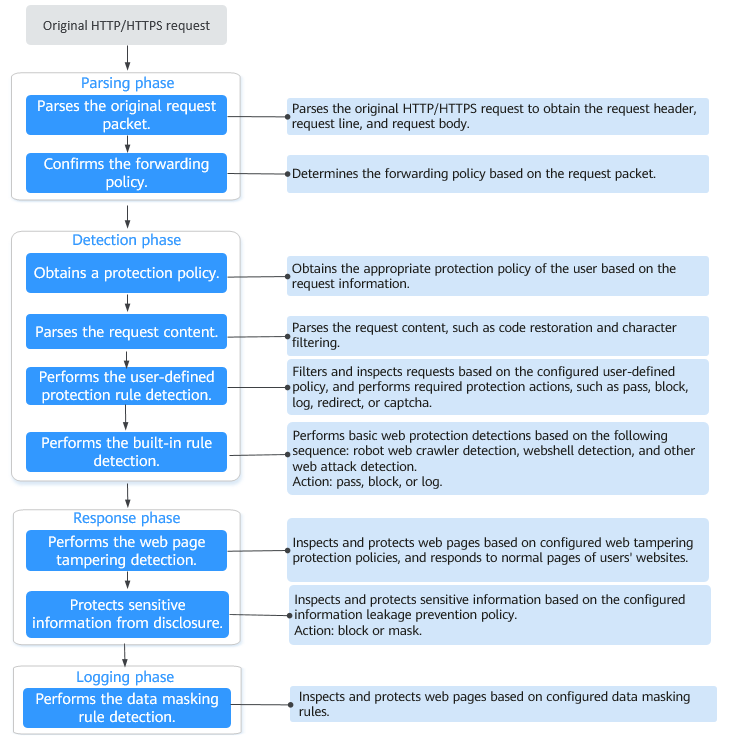 Original HTTP/HTTPS request
Parsing phase
Parses the original request
packet.
Parses the original HTTP/HTTPS request to obtain the request header,
request line, and request body.
Confirms the forwarding
policy.
Determines the forwarding policy based on the request packet.
Detection phase
Obtains a protection policy.
Obtains the appropriate protection policy of the user based on the
request information.
Parses the request content.
Parses the request content, such as code restoration and character
filtering.
Performs the user-defined
protection rule detection.
Filters and inspects requests based on the configured user-defined
policy, and performs required protection actions, such as pass, block,
log, redirect, or captcha.
Performs the built-in rule
detection.
Performs basic web protection detections based on the following
sequence: robot web crawler detection, webshell detection, and other
web attack detection.
Action: pass, block, or log.
Response phase
Performs the web page
tampering detection.
Inspects and protects web pages based on configured web tampering
protection policies, and responds to normal pages of users' websites.
Protects sensitive
information from disclosure.
Inspects and protects sensitive information based on the configured
information leakage prevention policy.
Action: block or mask.
Logging phase
Performs the data masking
rule detection.
Inspects and protects web pages based on configured data masking
rules.